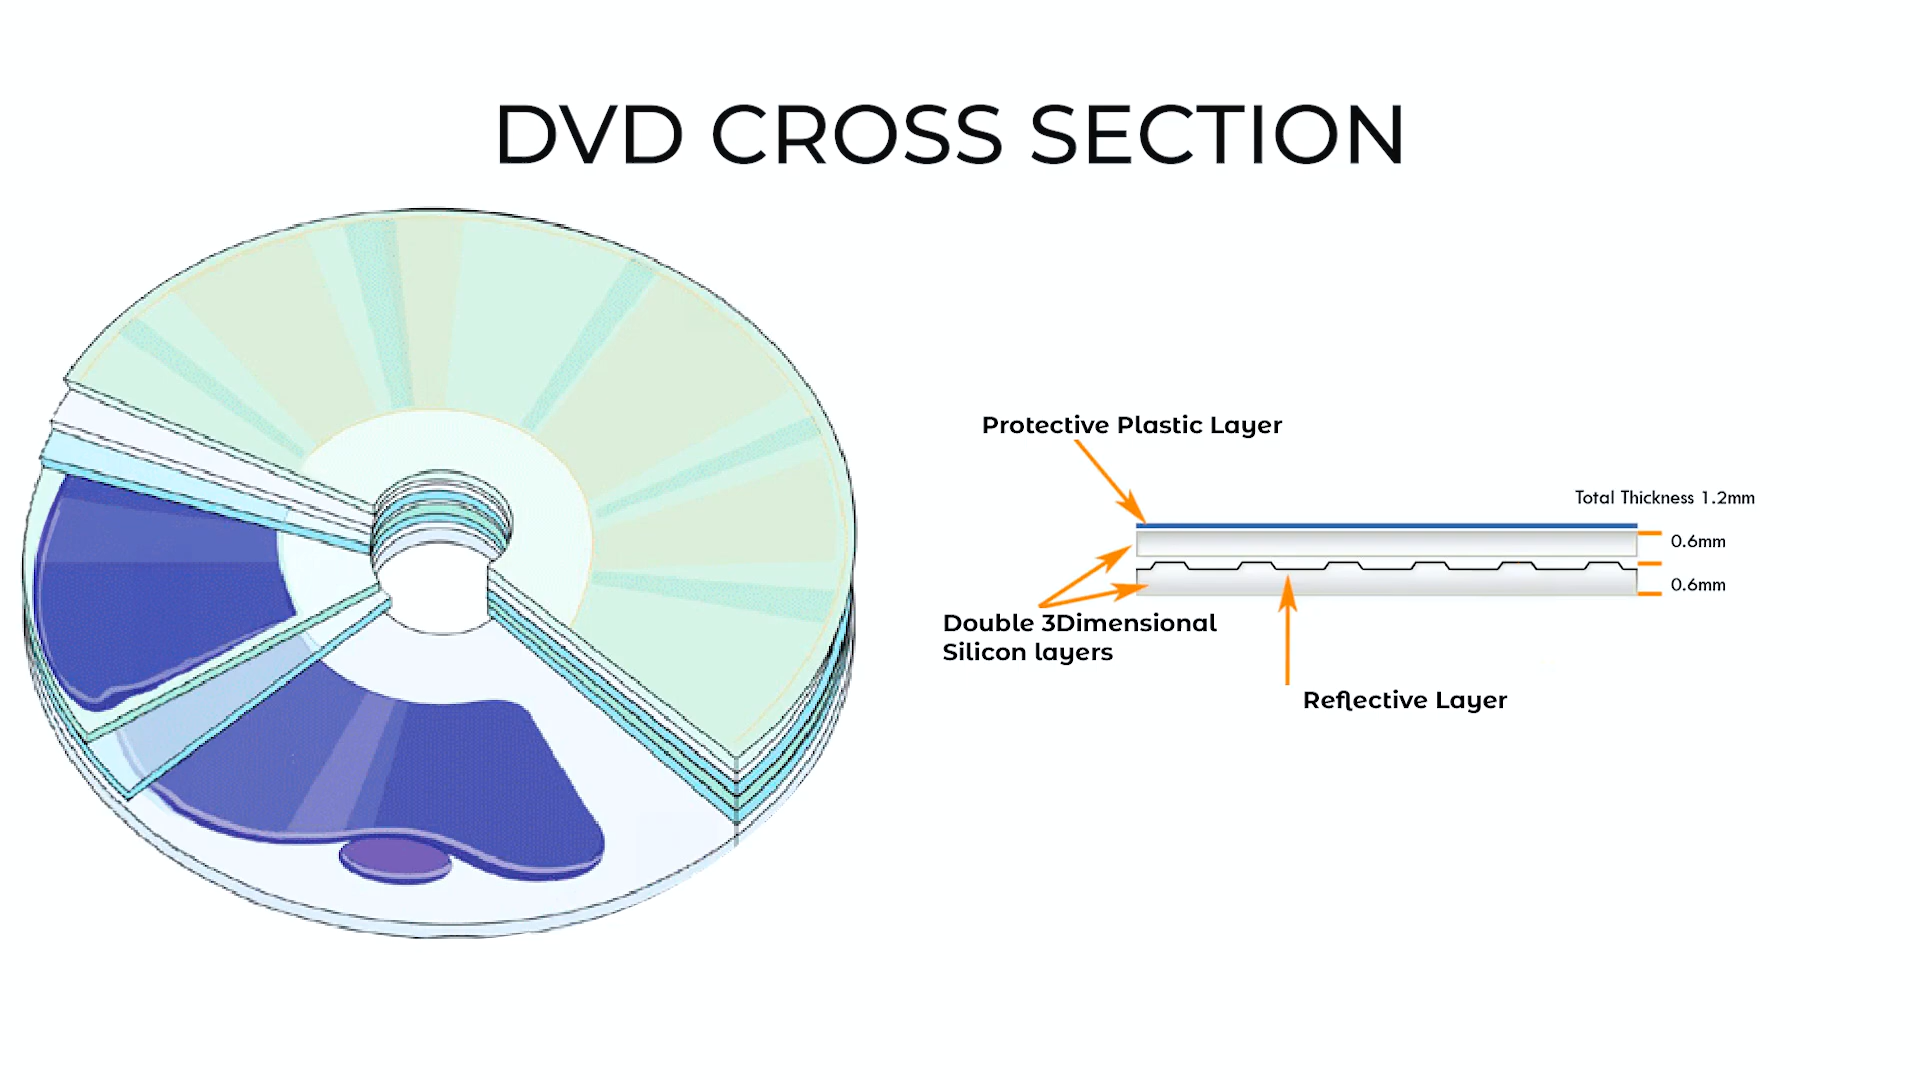 DVD CROSS SECTION
Protective Plastic Layer
Total Thickness 1.2mm
0.6mm
0.6mm
Double 3Dimensional
Silicon layers
Reflective Layer